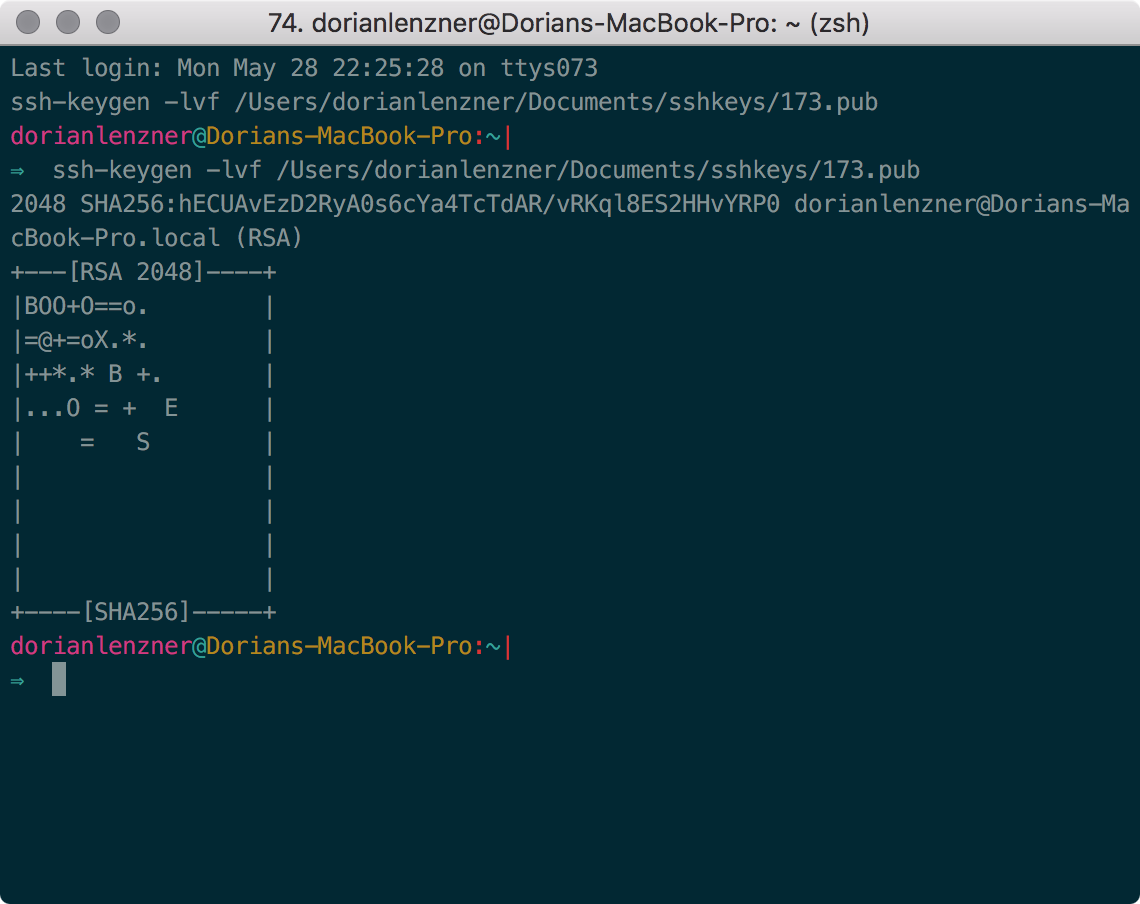 74. dorianlenzner@Dorians-MacBook-Pro: ~ (zsh)
Last login: Mon May 28 22:25:28 on ttys073
ssh-keygen -lvf /Users/dorianlenzner/Documents/sshkeys/173.pub
dorianlenzner@Dorians-MacBook-Pro:~|
⇒  ssh-keygen -lvf /Users/dorianlenzner/Documents/sshkeys/173.pub
2048 SHA256:hECUAvEzD2RyA0s6cYa4TcTdAR/vRKql8ES2HHvYRP0 dorianlenzner@Dorians-Ma
cBook-Pro.local (RSA)
+---[RSA 2048]----+
|BOO+O==o.        |
|=@+=oX.*.        |
|++*.* B +.       |
|...O = +  E      |
|    =   S        |
|                 |
|                 |
|                 |
|                 |
+----[SHA256]-----+
dorianlenzner@Dorians-MacBook-Pro:~|
⇒